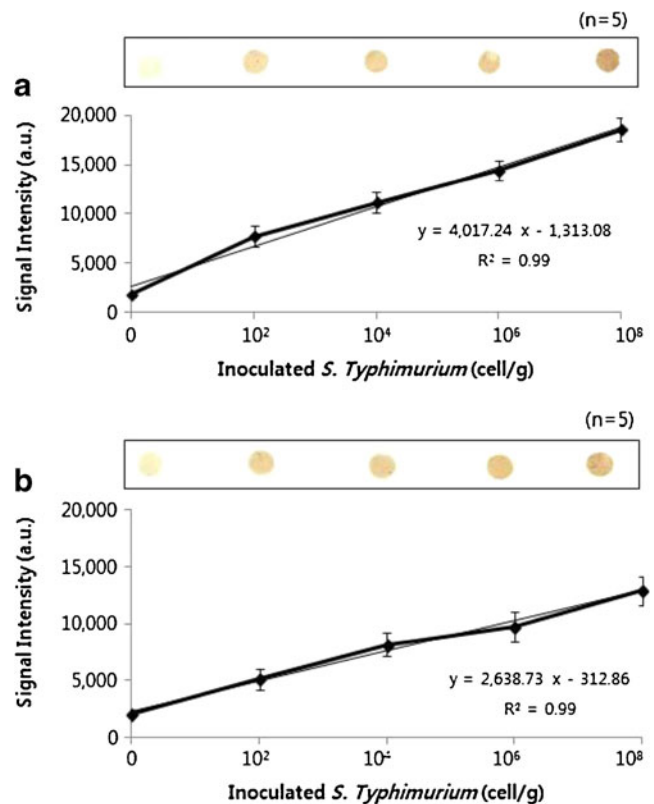 (n=5)
a
20,000
15,000
10,000
5,000
0
Signal Intensity (a.u.)
y = 4,017.24 x - 1,313.08
R² = 0.99
0 10² 10⁴ 10⁶ 10⁸
Inoculated S. Typhimurium (cell/g)
(n=5)
b
20,000
15,000
10,000
5,000
0
Signal Intensity (a.u.)
y = 2,638.73 x - 312.86
R² = 0.99
0 10² 10⁴ 10⁶ 10⁸
Inoculated S. Typhimurium (cell/g)